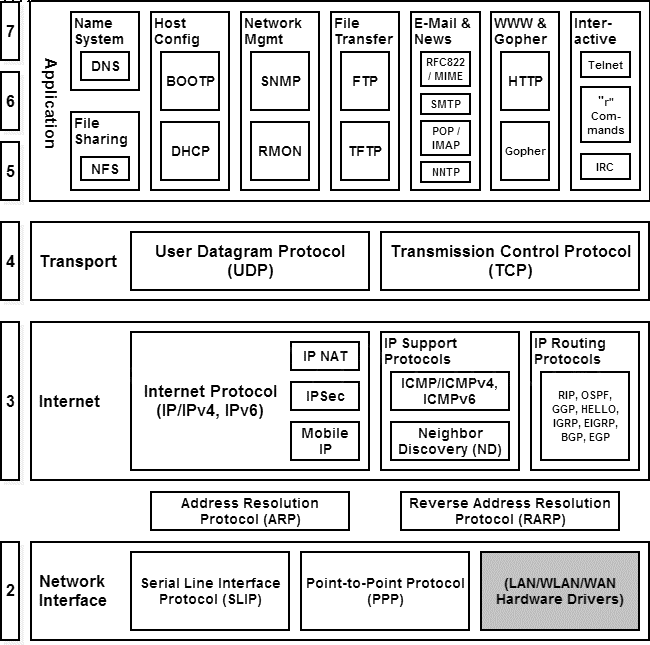 7
6
5
Application
Name
System
DNS
File
Sharing
NFS
Host
Config
BOOTP
DHCP
Network
Mgmt
SNMP
RMON
File
Transfer
FTP
TFTP
E-Mail &
News
RFC822
/ MIME
SMTP
POP /
IMAP
NNTP
WWW &
Gopher
HTTP
Gopher
Inter-
active
Telnet
"r"
Com-
mands
IRC
4
Transport
User Datagram Protocol
(UDP)
Transmission Control Protocol
(TCP)
3
Internet
Internet Protocol
(IP/IPv4, IPv6)
IP NAT
IPSec
Mobile
IP
IP Support
Protocols
ICMP/ICMPv4,
ICMPv6
Neighbor
Discovery (ND)
IP Routing
Protocols
RIP, OSPF,
GGP, HELLO,
IGRP, EIGRP,
BGP, EGP
Address Resolution
Protocol (ARP)
Reverse Address Resolution
Protocol (RARP)
2
Network
Interface
Serial Line Interface
Protocol (SLIP)
Point-to-Point Protocol
(PPP)
(LAN/WLAN/WAN
Hardware Drivers)